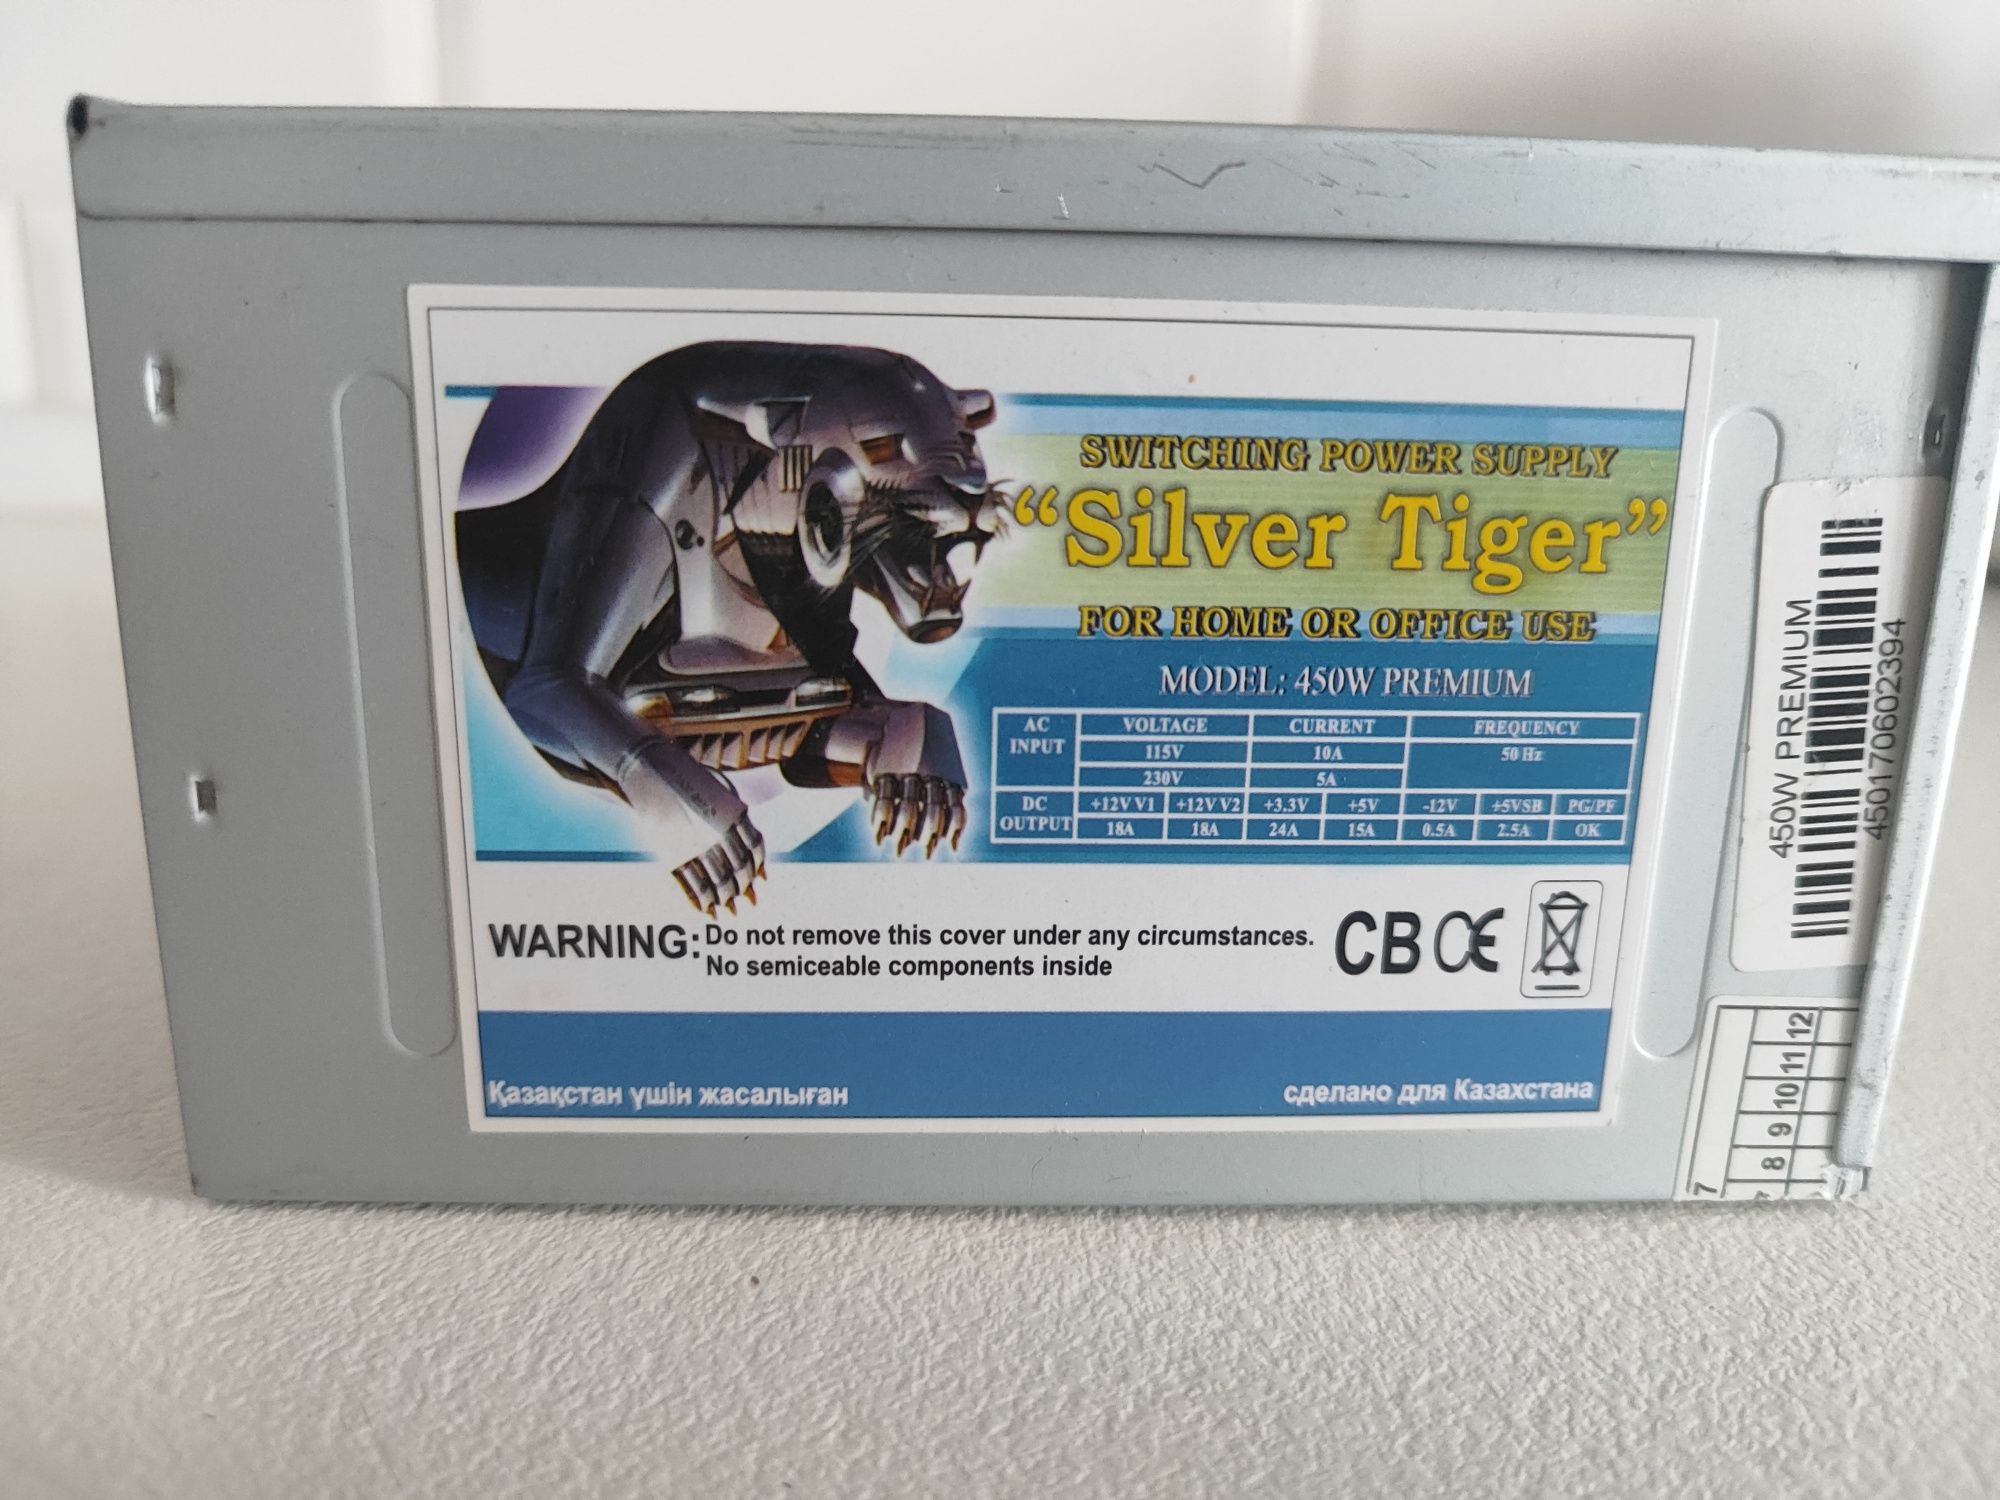 SWITCHING POWER SUPPLY
“Silver Tiger”
FOR HOME OR OFFICE USE
MODEL: 450W PREMIUM
AC INPUT VOLTAGE CURRENT FREQUENCY
115V 10A 50 Hz
230V 5A
DC OUTPUT +12V V1 +12V V2 +3.3V +5V -12V +5VSB PG/PF
18A 18A 24A 15A 0.5A 2.5A OK
WARNING: Do not remove this cover under any circumstances.
No semiceable components inside
CB CE
Қазақстан үшін жасалыған
сделано для Казахстана
450W PREMIUM
450170602394
7 8 9 10 11 12